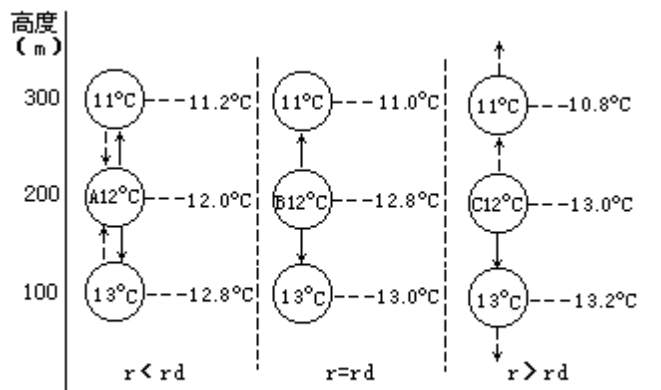 高度
(m)
300 11°C ----11.2°C 11°C ----11.0°C 11°C ----10.8°C
200 A12°C ----12.0°C B12°C ----12.8°C C12°C ----13.0°C
100 13°C ----12.8°C 13°C ----13.0°C 13°C ----13.2°C
r<rd r=rd r>rd